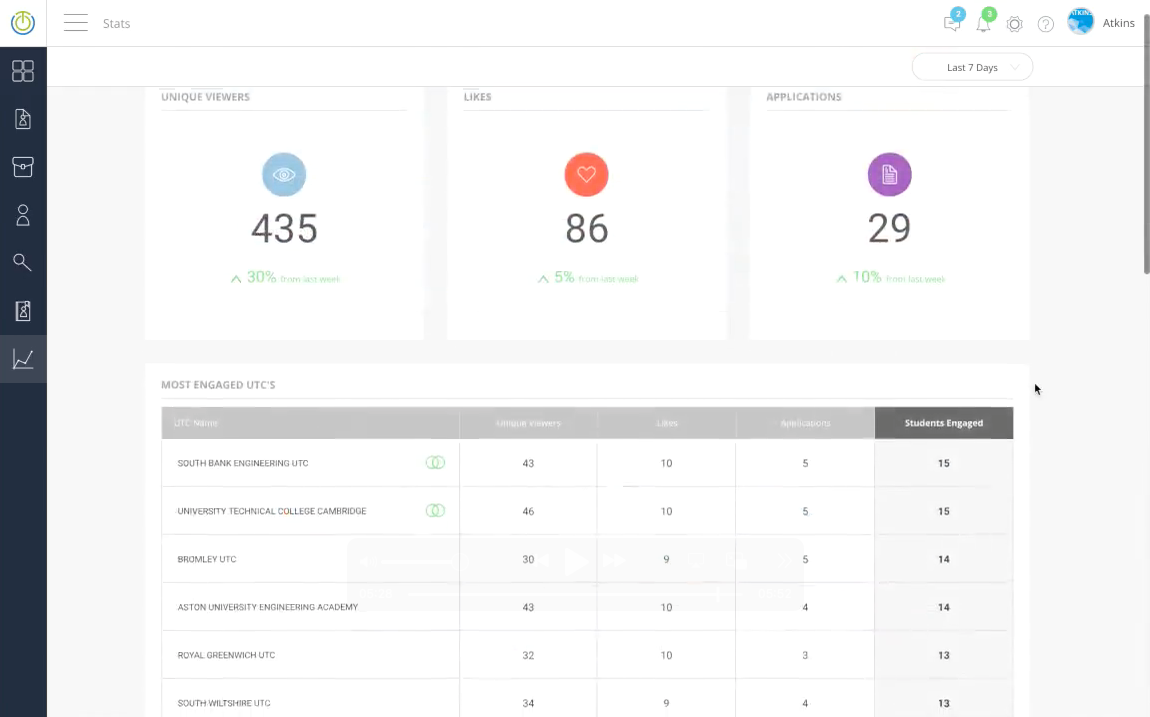 Stats
2
3
ATKINS
Atkins
Last 7 Days
UNIQUE VIEWERS
LIKES
APPLICATIONS
435
86
29
30% from last week
5% from last week
10% from last week
MOST ENGAGED UTC'S
UTC Name Unique Viewers Likes Applications Students Engaged
SOUTH BANK ENGINEERING UTC 43 10 5 15
UNIVERSITY TECHNICAL COLLEGE CAMBRIDGE 46 10 5 15
BROMLEY UTC 30 9 5 14
ASTON UNIVERSITY ENGINEERING ACADEMY 43 10 4 14
ROYAL GREENWICH UTC 32 10 3 13
SOUTH WILTSHIRE UTC 34 9 4 13